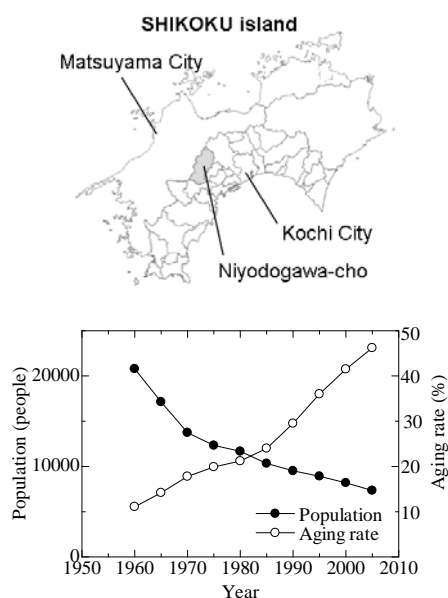 SHIKOKU island
Matsuyama City
Kochi City
Niyodogawa-cho
Population (people)
20000
10000
0
50
40
30
20
10
Aging rate (%)
Population
Aging rate
1950 1960 1970 1980 1990 2000 2010
Year